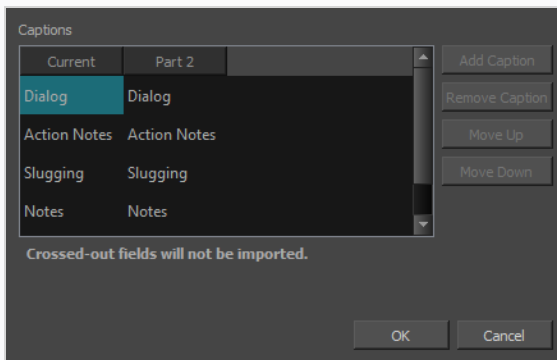 Captions
Current Part 2 Add Caption
Dialog Dialog Remove Caption
Action Notes Action Notes Move Up
Slugging Slugging Move Down
Notes Notes
Crossed-out fields will not be imported.
OK Cancel